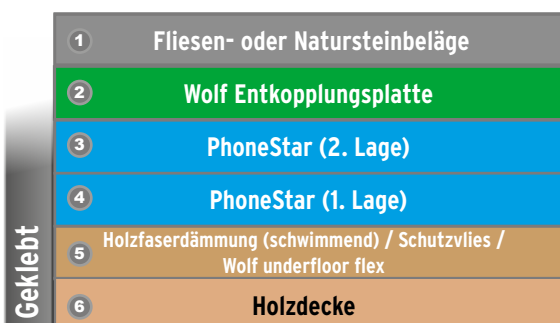 1 Fliesen- oder Natursteinbeläge
2 Wolf Entkopplungsplatte
3 PhoneStar (2. Lage)
4 PhoneStar (1. Lage)
5 Holzfaserdämmung (schwimmend) / Schutzvlies /
Wolf underfloor flex
6 Holzdecke
Geklebt